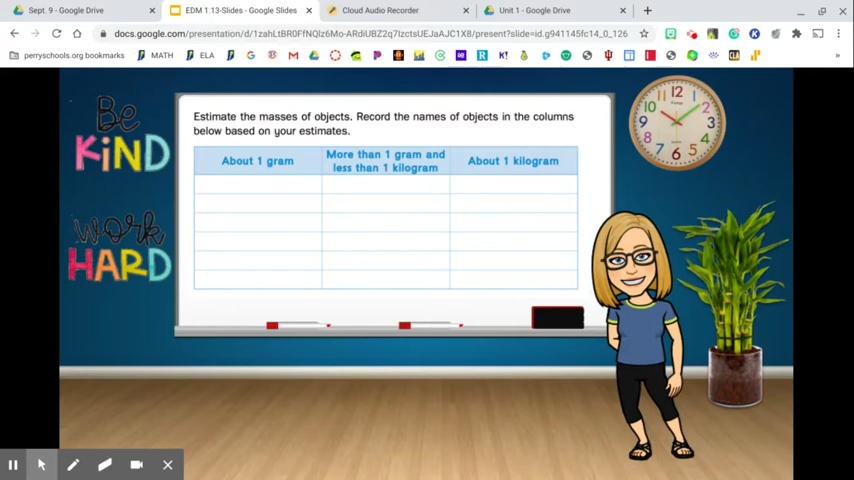 Sept. 9 - Google Drive
EDM 1.13-Slides - Google Slides
Cloud Audio Recorder
Unit 1 - Google Drive
docs.google.com/presentation/d/1zahLtBR0FfNQlz6Mo-ARdiUBZ2q7IzctsUEJaAJC1X8/present?slide=id.g941145fc14_0_126
perryschools.org bookmarks
MATH
ELA
Be
KiND
work
HARD
Estimate the masses of objects. Record the names of objects in the columns
below based on your estimates.
About 1 gram
More than 1 gram and
less than 1 kilogram
About 1 kilogram
12
1
2
3
4
5
6
7
8
9
10